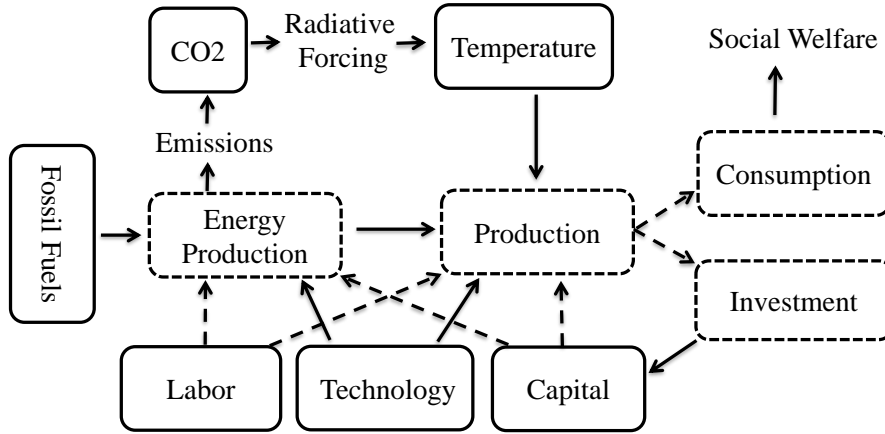 CO2
Radiative
Forcing
Temperature
Social Welfare
Emissions
Consumption
Fossil Fuels
Energy
Production
Production
Investment
Labor
Technology
Capital